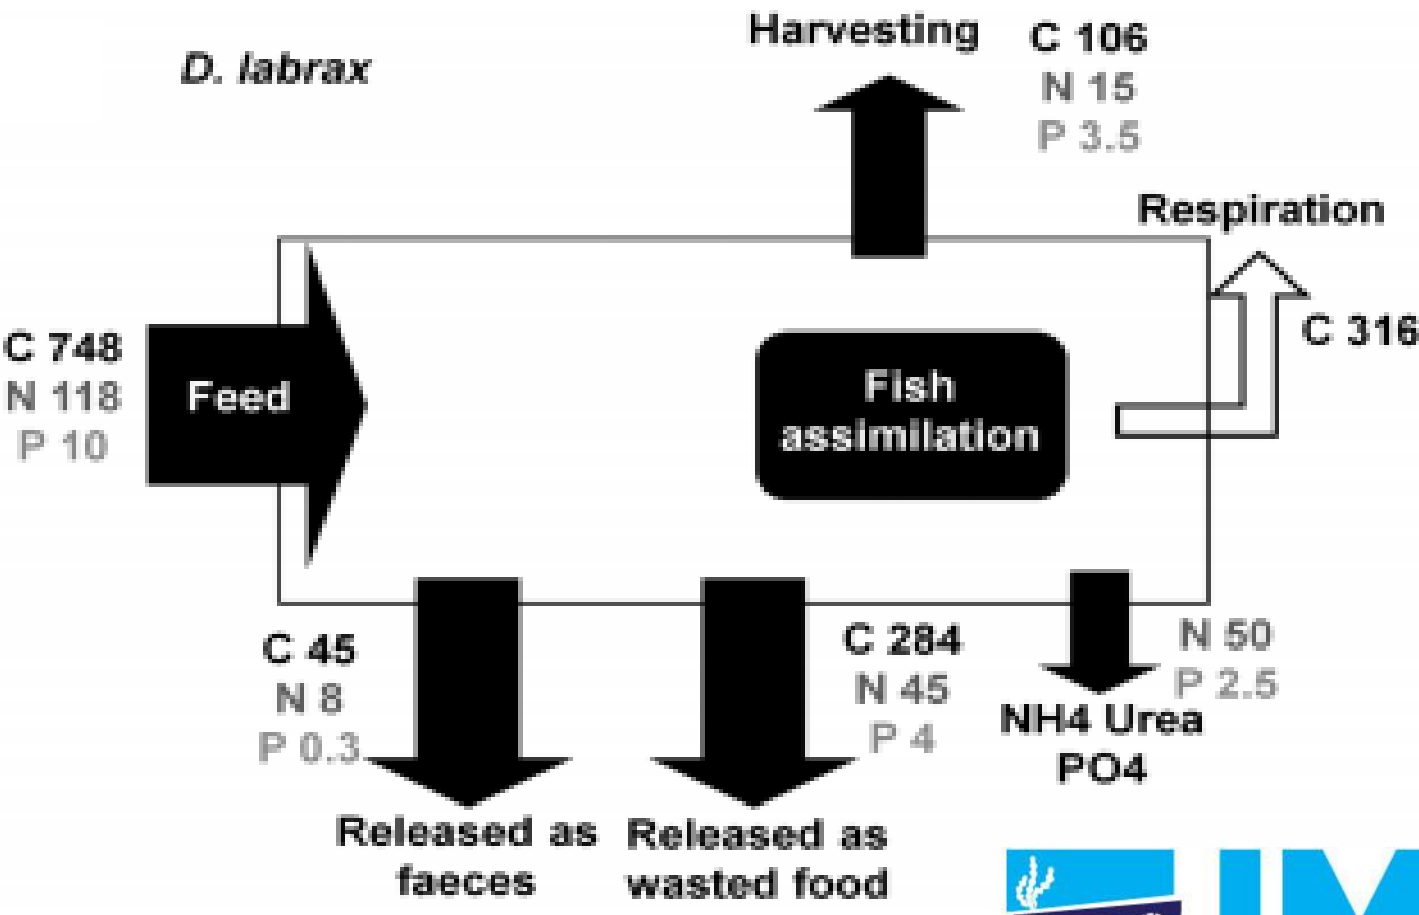 D. labrax
Harvesting
C 106
N 15
P 3.5
Respiration
C 316
C 748
N 118
P 10
Feed
Fish
assimilation
C 45
N 8
P 0.3
Released as
faeces
C 284
N 45
P 4
Released as
wasted food
N 50
P 2.5
NH4 Urea
PO4